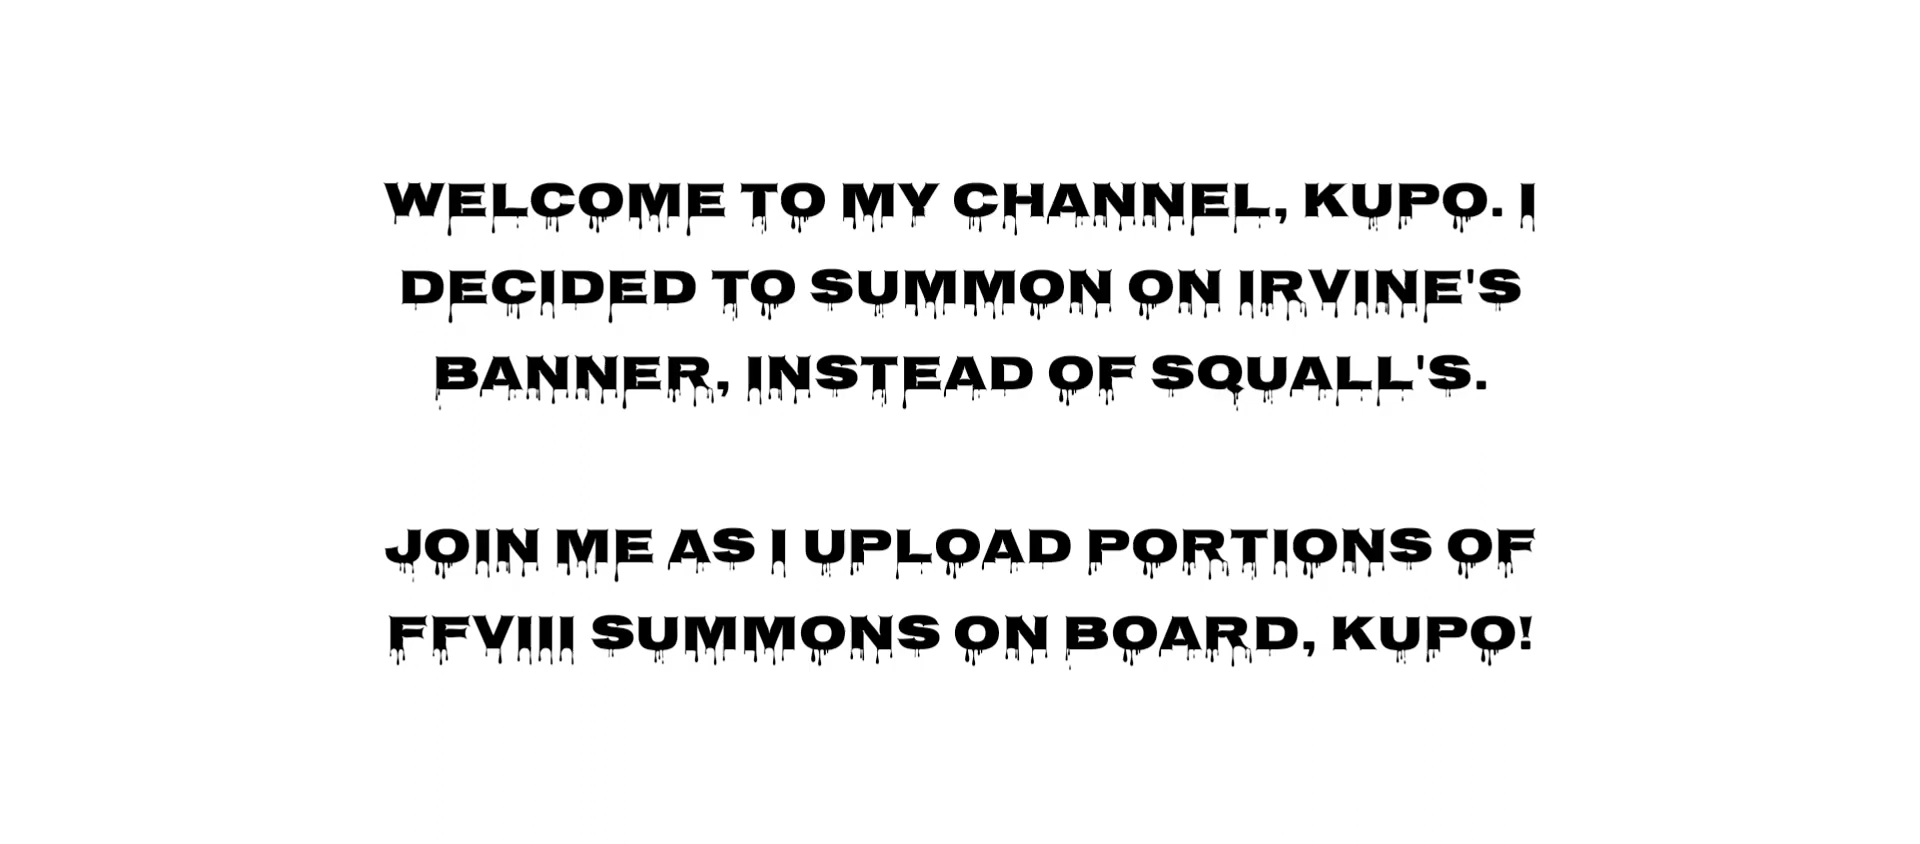 WELCOME TO MY CHANNEL, KUPO. I
DECIDED TO SUMMON ON IRVINE'S
BANNER, INSTEAD OF SQUALL'S.
JOIN ME AS I UPLOAD PORTIONS OF
FFVIII SUMMONS ON BOARD, KUPO!